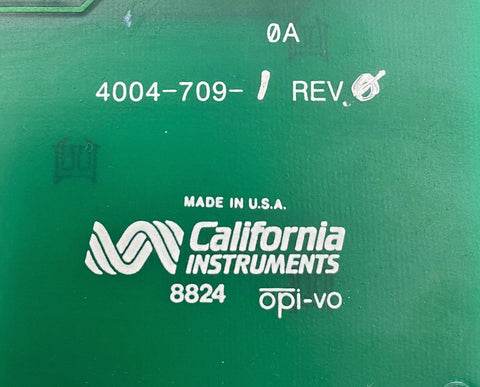 0A
4004-709-1 REV.0
MADE IN U.S.A.
California
INSTRUMENTS
8824 opi-vo